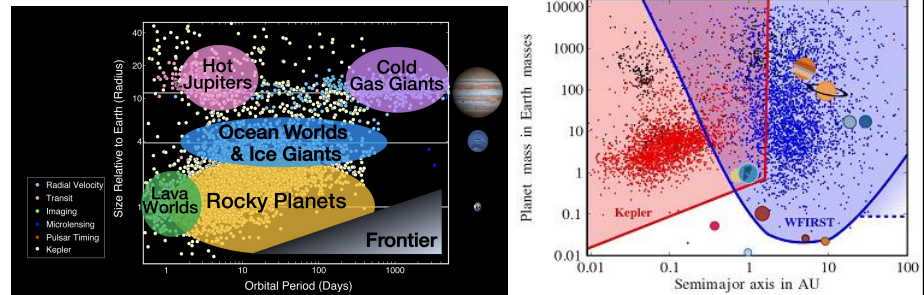 Size Relative to Earth (Radius)
40
20
10
4
1
Hot
Jupiters
Cold
Gas Giants
Ocean Worlds
& Ice Giants
Lava
Worlds
Rocky Planets
Frontier
Radial Velocity
Transit
Imaging
Microlensing
Pulsar Timing
Kepler
1
10
100
1000
Orbital Period (Days)
Planet mass in Earth masses
10000
1000
100
10
1
0.1
0.01
Kepler
WFIRST
0.01
0.1
1
10
100
Semimajor axis in AU